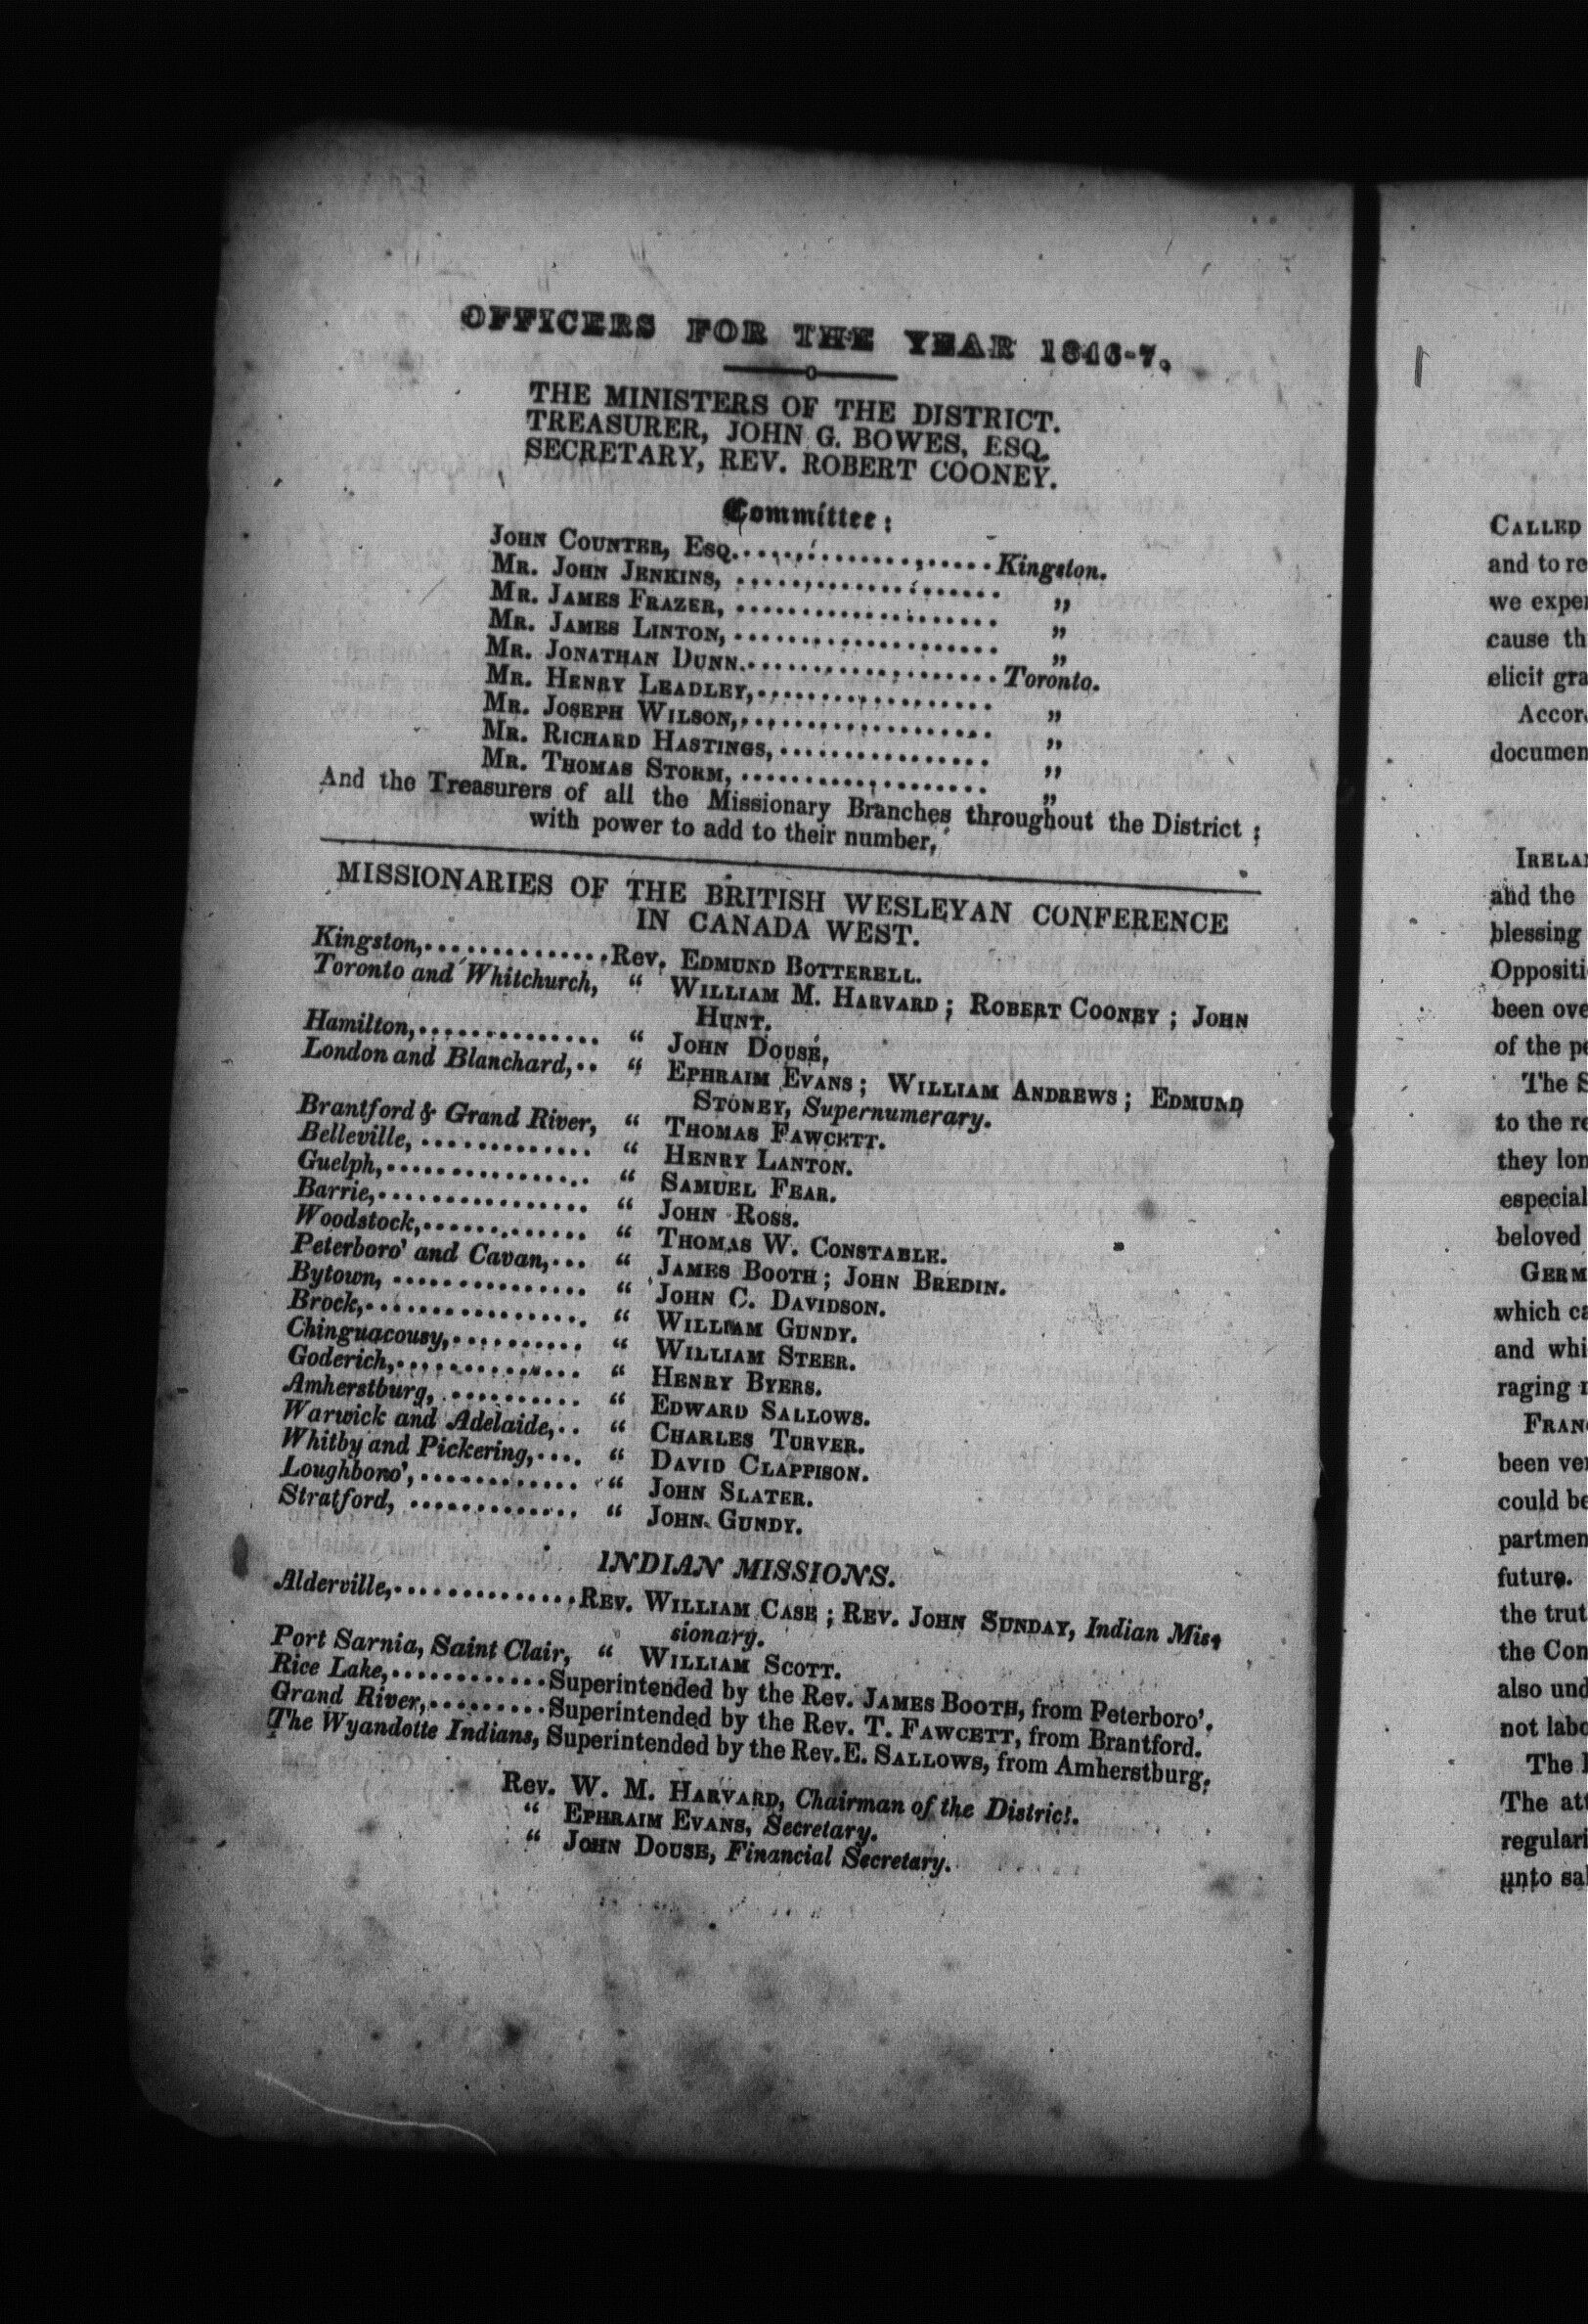 OFFICERS FOR THE YEAR 1846-7.
THE MINISTERS OF THE DISTRICT.
TREASURER, JOHN G. BOWES, ESQ.
SECRETARY, REV. ROBERT COONEY.
Committee:
JOHN COUNTER, ESQ....................Kingston.
MR. JOHN JENKINS, .................... „
MR. JAMES FRAZER, .................... „
MR. JAMES LINTON, .................... „
MR. JONATHAN DUNN....................Toronto.
MR. HENRY LEADLEY,.................... „
MR. JOSEPH WILSON,.................... „
MR. RICHARD HASTINGS,................. „
MR. THOMAS STORM, .................... „
And the Treasurers of all the Missionary Branches throughout the District;
with power to add to their number.
MISSIONARIES OF THE BRITISH WESLEYAN CONFERENCE
IN CANADA WEST.
Kingston,..............Rev. EDMUND BOTTERELL.
Toronto and Whitchurch, “ WILLIAM M. HARVARD; ROBERT COONEY; JOHN
HUNT.
Hamilton,.............. “ JOHN DOUSE,
London and Blanchard,.. “ EPHRAIM EVANS; WILLIAM ANDREWS; EDMUND
STONEY, Supernumerary.
Brantford & Grand River, “ THOMAS FAWCETT.
Belleville, ............. “ HENRY LANTON.
Guelph,................ “ SAMUEL FEAR.
Barrie,................ “ JOHN ROSS.
Woodstock,............. “ THOMAS W. CONSTABLE.
Peterboro' and Cavan,... “ JAMES BOOTH; JOHN BREDIN.
Bytown, ............... “ JOHN C. DAVIDSON.
Brock,................. “ WILLIAM GUNDY.
Chinguacousy,.......... “ WILLIAM STEER.
Goderich,.............. “ HENRY BYERS.
Amherstburg, .......... “ EDWARD SALLOWS.
Warwick and Adelaide,.. “ CHARLES TURVER.
Whitby and Pickering,.... “ DAVID CLAPPISON.
Loughboro',............ “ JOHN SLATER.
Stratford, ............. “ JOHN GUNDY.
INDIAN MISSIONS.
Alderville,..............REV. WILLIAM CASE; REV. JOHN SUNDAY, Indian Mis-
sionary.
Port Sarnia, Saint Clair, “ WILLIAM SCOTT.
Rice Lake,............Superintended by the Rev. JAMES BOOTH, from Peterboro'.
Grand River,.........Superintended by the Rev. T. FAWCETT, from Brantford.
The Wyandotte Indians, Superintended by the Rev. E. SALLOWS, from Amherstburg.
Rev. W. M. HARVARD, Chairman of the District.
“ EPHRAIM EVANS, Secretary.
“ JOHN DOUSE, Financial Secretary.
CALLED
and to re
we expe
cause th
elicit gra
Accor
documen
IRELA
and the
blessing
Oppositi
been ove
of the pe
The S
to the re
they lon
especial
beloved
GERM
which ca
and whi
raging
FRAN
been ve
could be
partmen
future.
the trut
the Con
also und
not labo
The
The att
regulari
unto sal